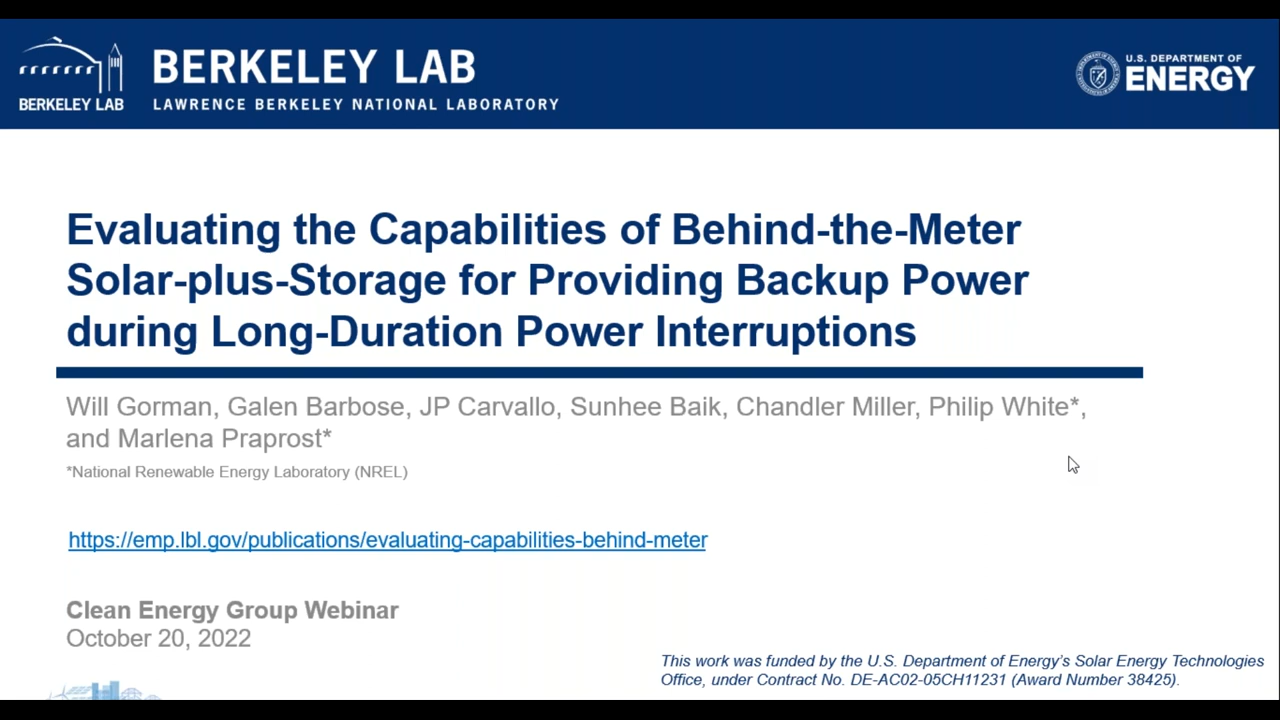 BERKELEY LAB
BERKELEY LAB
LAWRENCE BERKELEY NATIONAL LABORATORY
U.S. DEPARTMENT OF
ENERGY
Evaluating the Capabilities of Behind-the-Meter
Solar-plus-Storage for Providing Backup Power
during Long-Duration Power Interruptions
Will Gorman, Galen Barbose, JP Carvallo, Sunhee Baik, Chandler Miller, Philip White*,
and Marlena Praprost*
*National Renewable Energy Laboratory (NREL)
https://emp.lbl.gov/publications/evaluating-capabilities-behind-meter
Clean Energy Group Webinar
October 20, 2022
This work was funded by the U.S. Department of Energy's Solar Energy Technologies
Office, under Contract No. DE-AC02-05CH11231 (Award Number 38425).